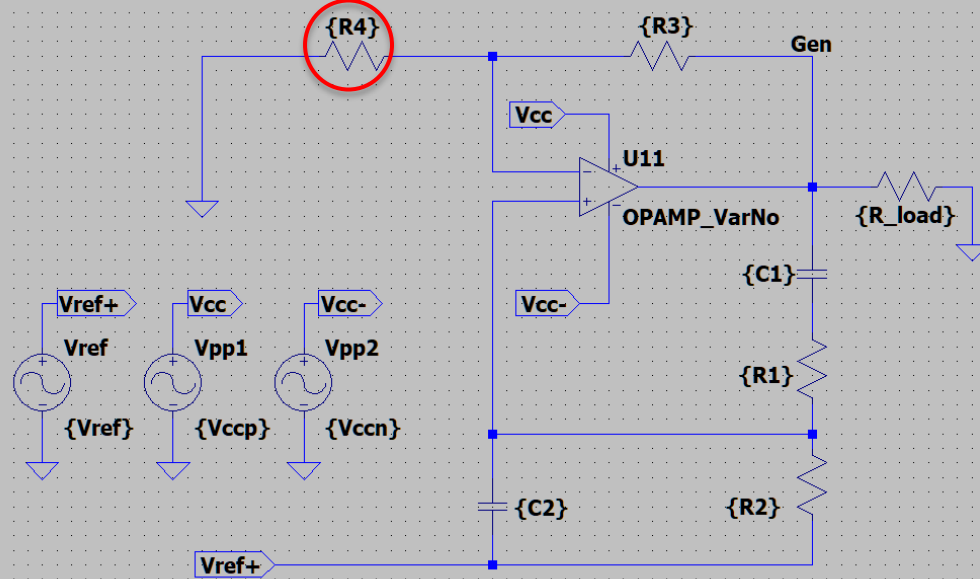 {R4}
{R3}
Gen
Vcc
U11
OPAMP_VarNo
{R_load}
{C1}
Vref+
Vcc
Vcc-
Vcc-
Vref
Vpp1
Vpp2
{R1}
{Vref}
{Vccp}
{Vccn}
{C2}
{R2}
Vref+